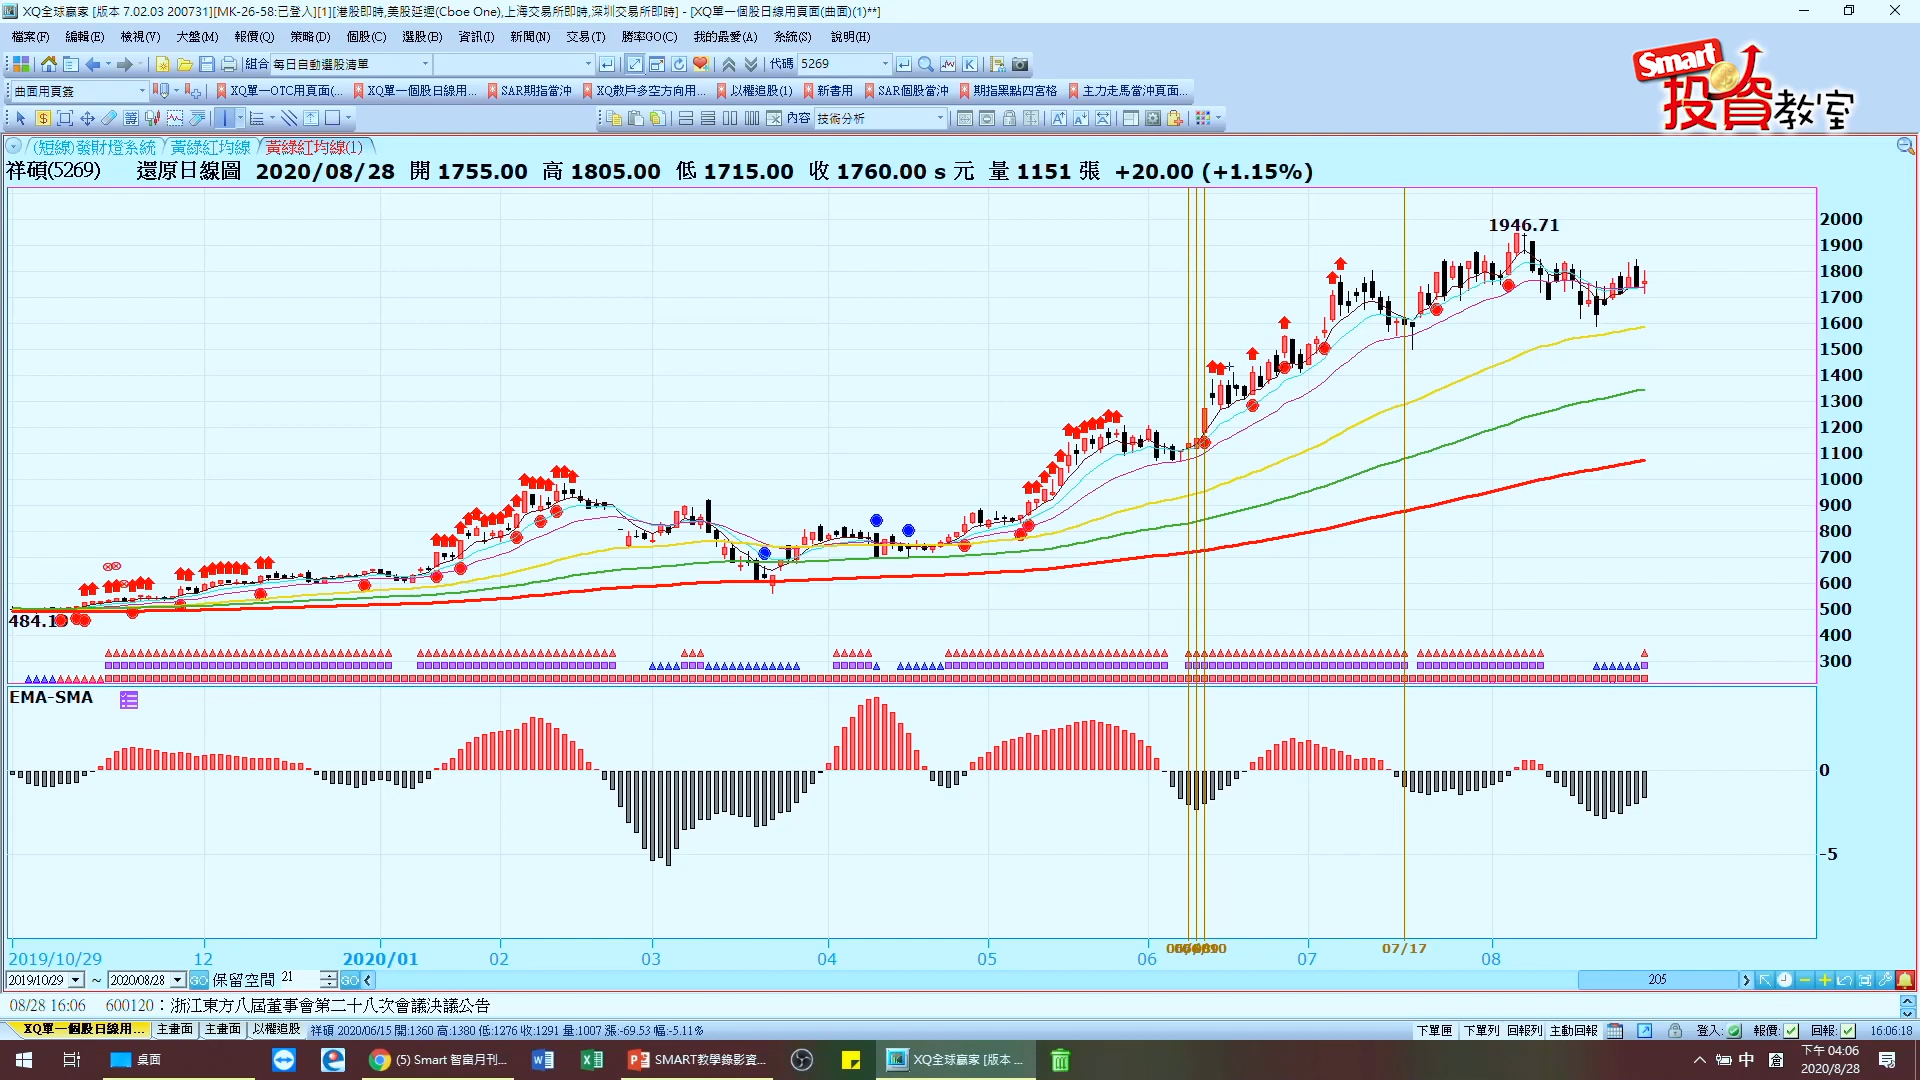 XQ全球贏家 [版本 7.02.03 200731][MK-26-58:已登入][1][港股即時,美股延遲(Cboe One),上海交易所即時,深圳交易所即時] - [XQ單一個股日線用頁面(曲面)(1)**]
檔案(F) 編輯(E) 檢視(V) 大盤(M) 報價(Q) 策略(D) 個股(C) 選股(B) 資訊(I) 新聞(N) 交易(T) 勝率GO(C) 我的最愛(A) 系統(S) 說明(H)
組合 每日自動選股清單 代碼 5269
Smart
投資教室
曲面用頁簽 XQ單一OTC用頁面(... XQ單一個股日線用... SAR期指當沖 XQ散戶多空方向用... 以權追股(1) 新書用 SAR個股當沖 期指黑點四宮格 主力走馬當沖頁面...
內容 技術分析
(短線)發財燈系統 黃綠紅均線 黃綠紅均線(1)
祥碩(5269) 還原日線圖 2020/08/28 開 1755.00 高 1805.00 低 1715.00 收 1760.00 s 元 量 1151 張 +20.00 (+1.15%)
1946.71
2000
1900
1800
1700
1600
1500
1400
1300
1200
1100
1000
900
800
700
600
500
400
300
EMA-SMA
0
-5
07/17
2019/10/29 12 2020/01 02 03 04 05 06 07 08
2019/10/29 ~ 2020/08/28 GO 保留空間 21 GO 205
08/28 16:06 600120：浙江東方八屆董事會第二十八次會議決議公告
XQ單一個股日線用... 主畫面 主畫面 以權追股 祥碩 2020/06/15 開:1360 高:1380 低:1276 收:1291 量:1007 漲:-69.53 幅:-5.11% 下單匣 下單列 回報列 主動回報 登入: 報價: 回報: 16:06:18
桌面 (5) Smart 智富月刊... SMART教學錄影資... XQ全球贏家 [版本 ... 中 下午 04:06
2020/8/28